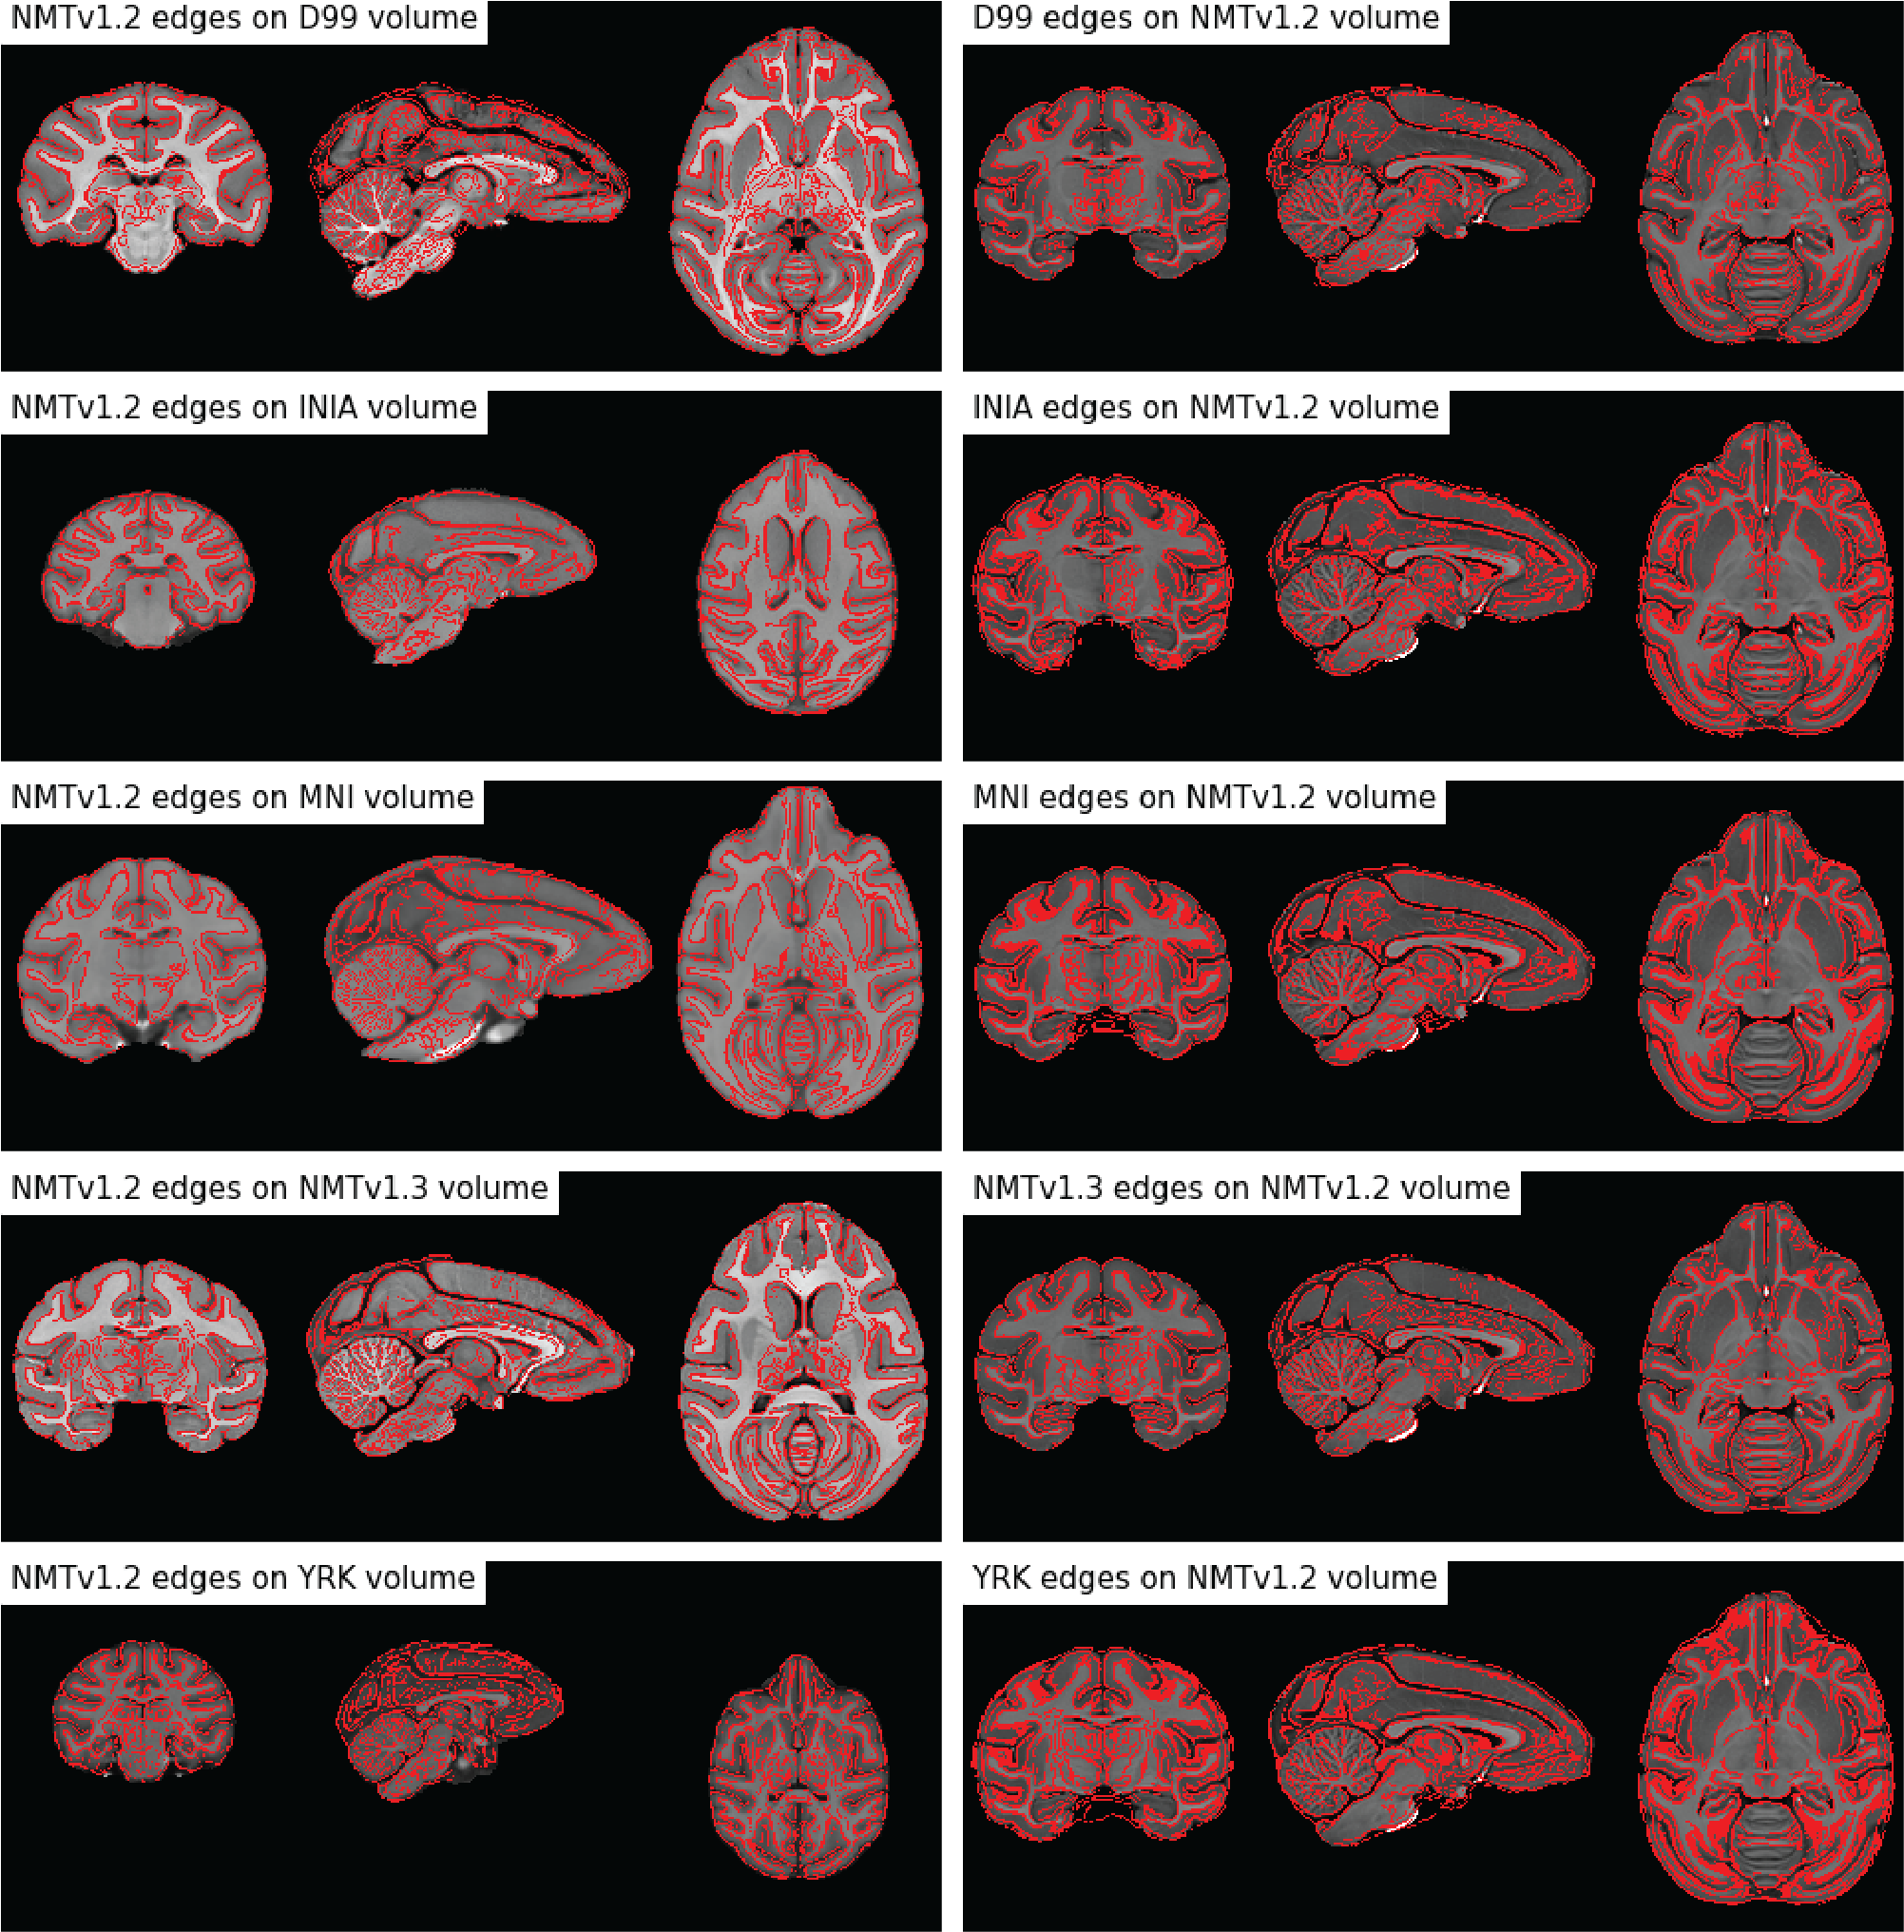 NMTv1.2 edges on D99 volume
D99 edges on NMTv1.2 volume
NMTv1.2 edges on INIA volume
INIA edges on NMTv1.2 volume
NMTv1.2 edges on MNI volume
MNI edges on NMTv1.2 volume
NMTv1.2 edges on NMTv1.3 volume
NMTv1.3 edges on NMTv1.2 volume
NMTv1.2 edges on YRK volume
YRK edges on NMTv1.2 volume